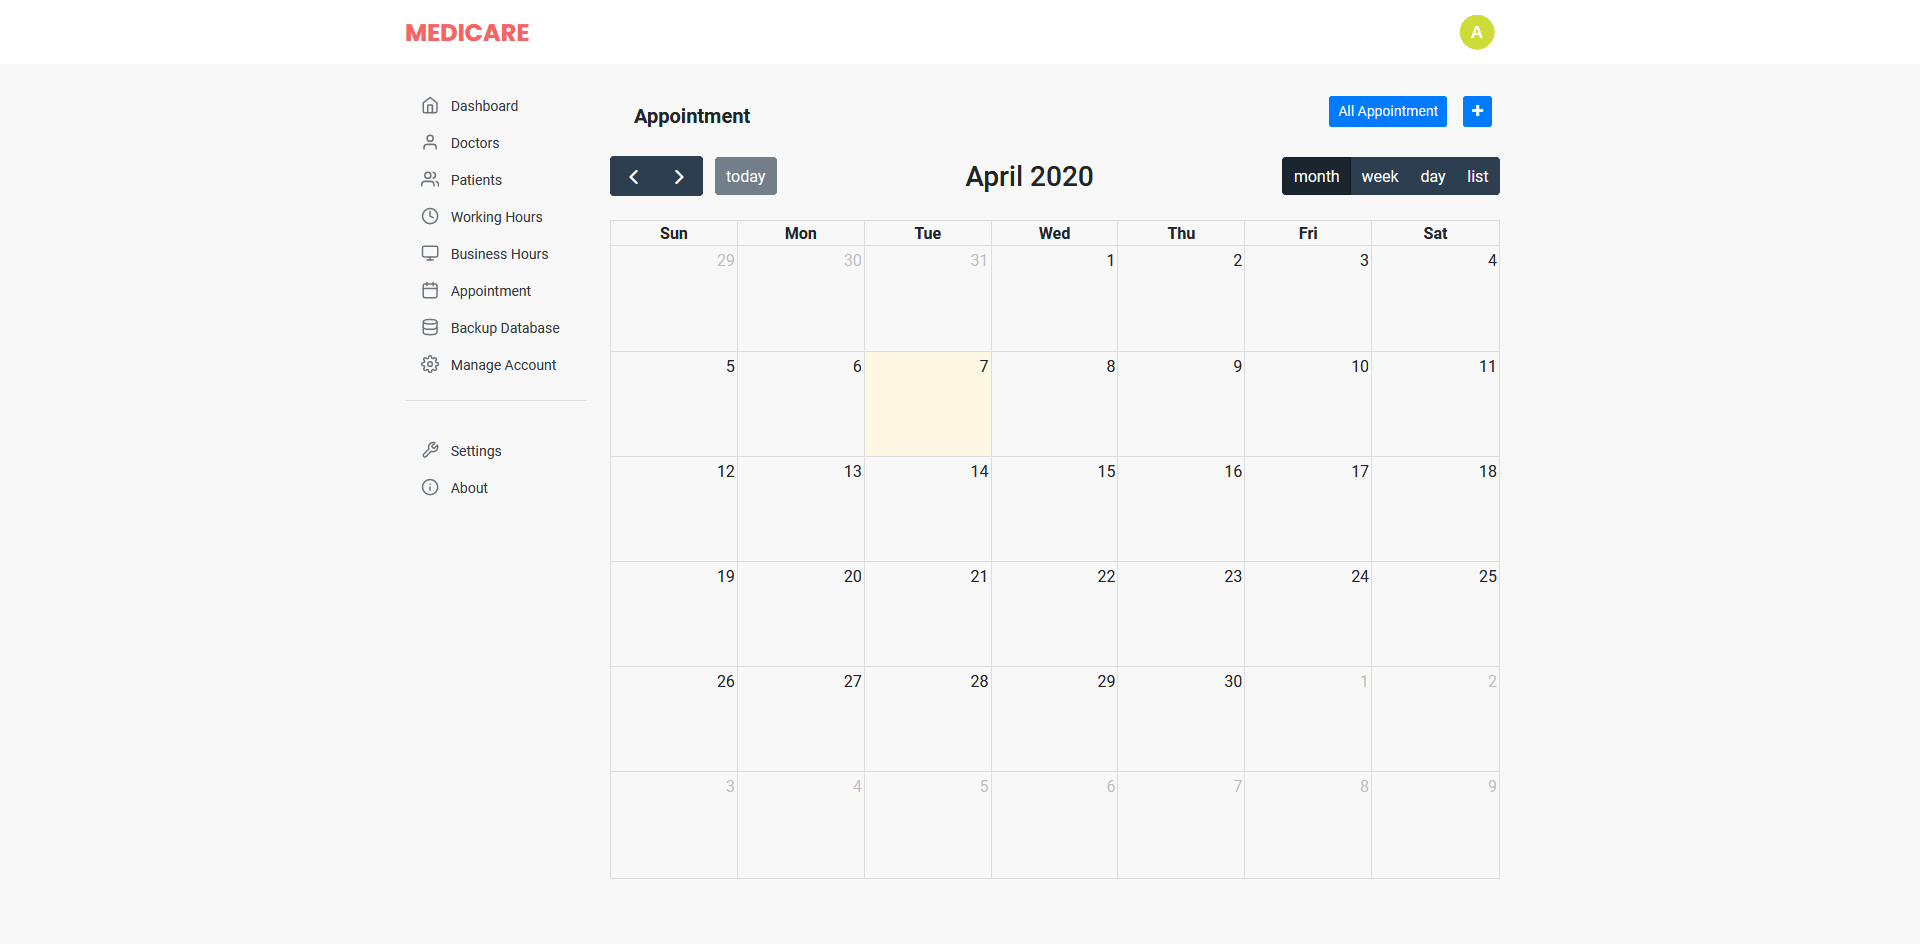 MEDICARE
A
Dashboard
Doctors
Patients
Working Hours
Business Hours
Appointment
Backup Database
Manage Account
Settings
About
Appointment
All Appointment +
today
April 2020
month week day list
Sun Mon Tue Wed Thu Fri Sat
29 30 31 1 2 3 4
5 6 7 8 9 10 11
12 13 14 15 16 17 18
19 20 21 22 23 24 25
26 27 28 29 30 1 2
3 4 5 6 7 8 9